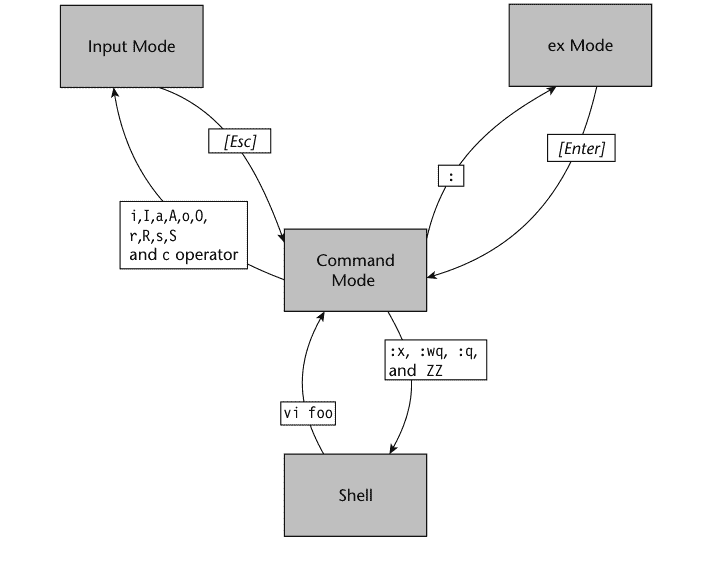 Input Mode
ex Mode
[Esc]
[Enter]
:
i,I,a,A,o,O,
r,R,s,S
and c operator
Command
Mode
:x, :wq, :q,
and ZZ
vi foo
Shell